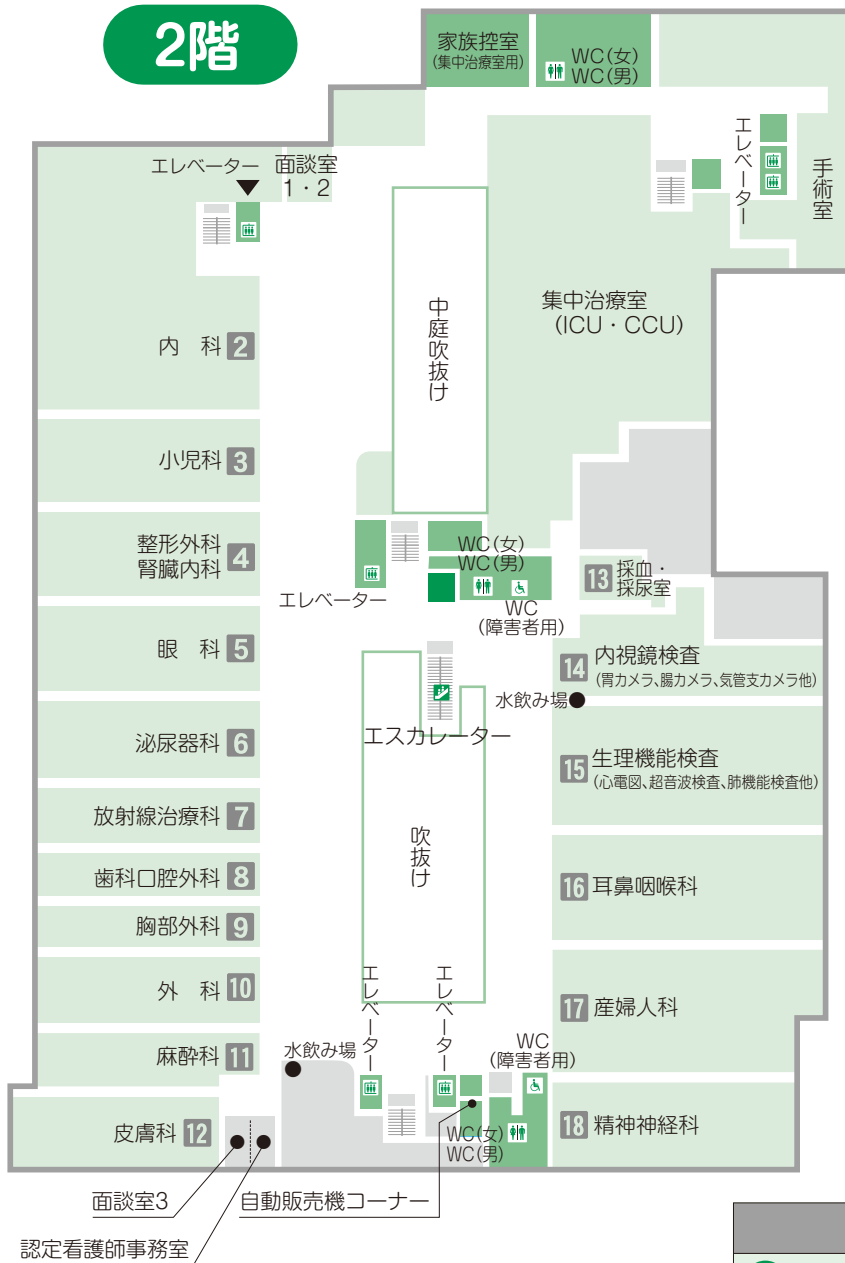 2階
家族控室
(集中治療室用)
WC(女)
WC(男)
エレベーター
手術室
エレベーター
面談室
1・2
中庭吹抜け
集中治療室
(ICU・CCU)
内 科 2
小児科 3
整形外科
腎臓内科 4
眼 科 5
泌尿器科 6
放射線治療科 7
歯科口腔外科 8
胸部外科 9
外 科 10
麻酔科 11
皮膚科 12
エレベーター
WC(女)
WC(男)
WC
(障害者用)
13 採血・
採尿室
14 内視鏡検査
(胃カメラ、腸カメラ、気管支カメラ他)
水飲み場
エスカレーター
15 生理機能検査
(心電図、超音波検査、肺機能検査他)
吹抜け
16 耳鼻咽喉科
17 産婦人科
18 精神神経科
エレベーター
エレベーター
水飲み場
WC
(障害者用)
WC(女)
WC(男)
面談室3
自動販売機コーナー
認定看護師事務室